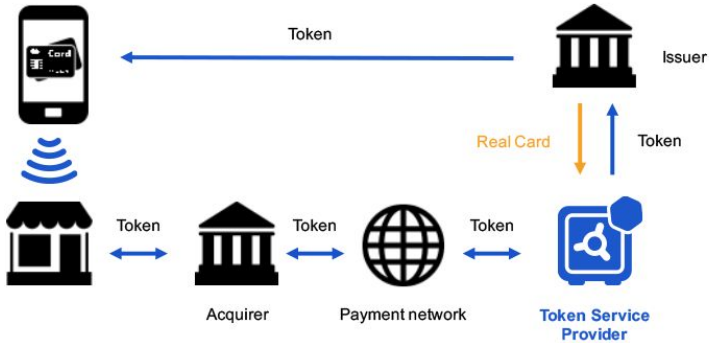 Token
Card
Issuer
Real Card
Token
Token
Token
Token
Acquirer
Payment network
Token Service
Provider